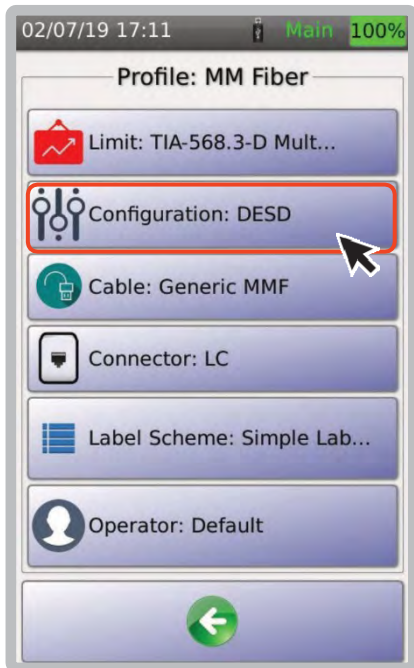 02/07/19 17:11 Main 100%
Profile: MM Fiber
Limit: TIA-568.3-D Mult...
Configuration: DESD
Cable: Generic MMF
Connector: LC
Label Scheme: Simple Lab...
Operator: Default